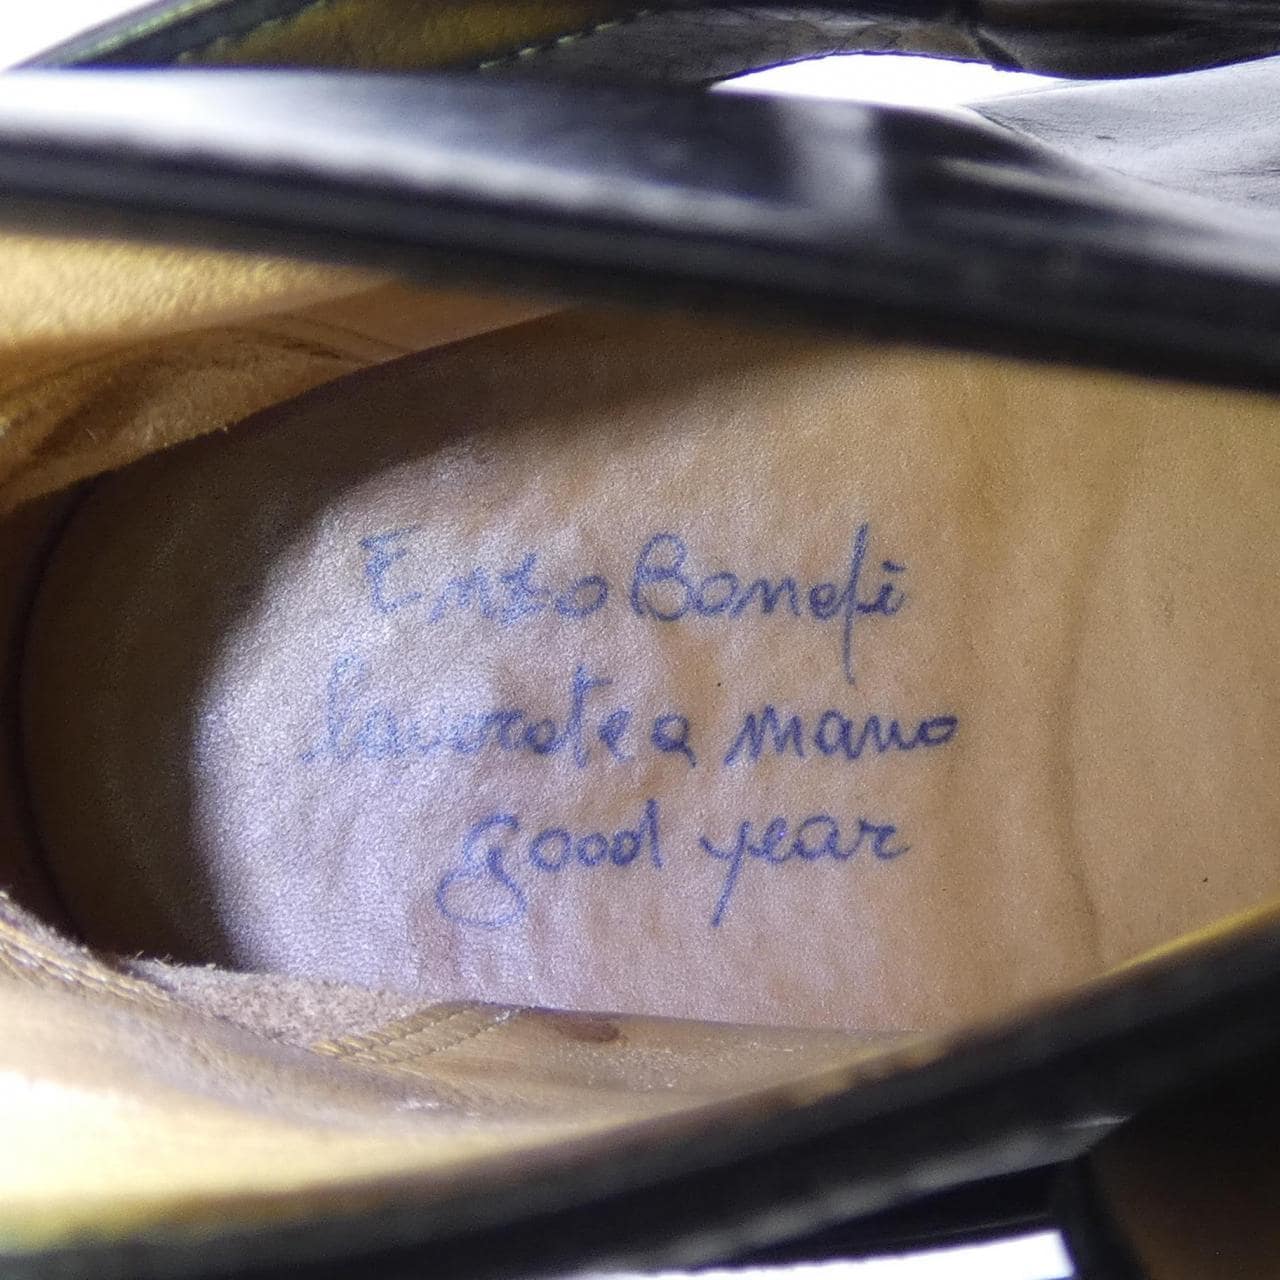 Enzo Bonafè
lavorate a mano
good year